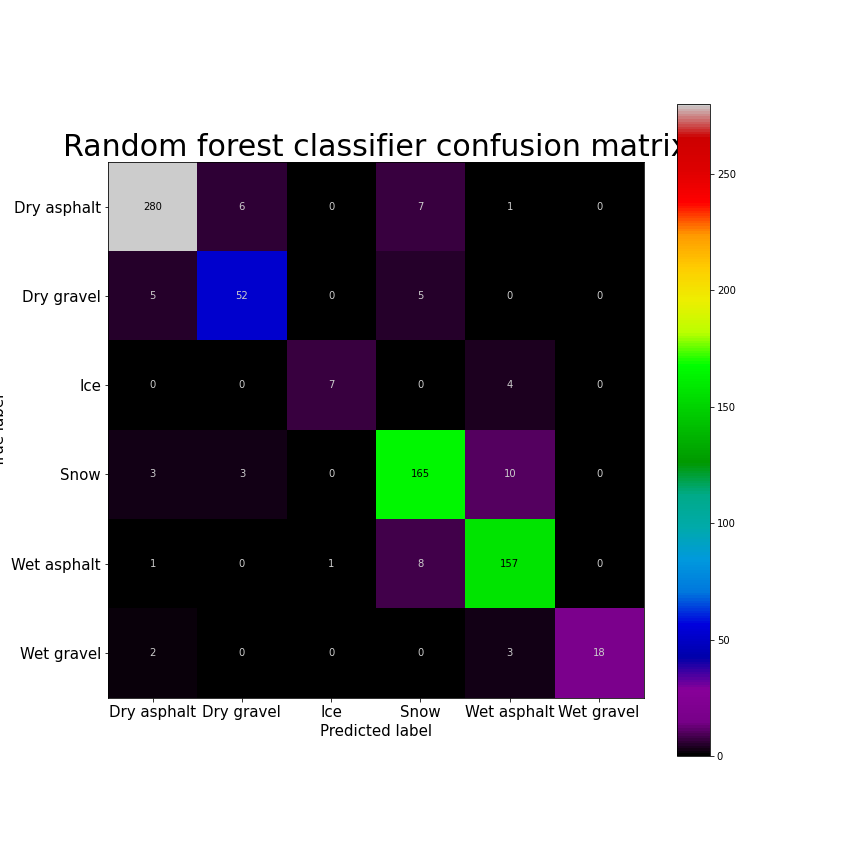 Random forest classifier confusion matrix
Dry asphalt 280 6 0 7 1 0
Dry gravel 5 52 0 5 0 0
Ice 0 0 7 0 4 0
Snow 3 3 0 165 10 0
Wet asphalt 1 0 1 8 157 0
Wet gravel 2 0 0 0 3 18
Dry asphalt Dry gravel Ice Snow Wet asphalt Wet gravel
Predicted label
250
200
150
100
50
0